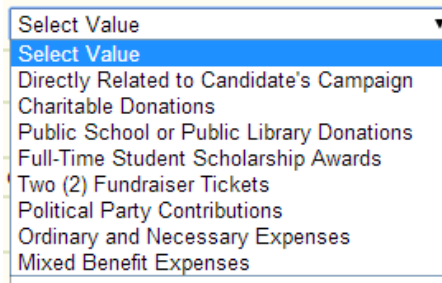 Select Value
Select Value
Directly Related to Candidate's Campaign
Charitable Donations
Public School or Public Library Donations
Full-Time Student Scholarship Awards
Two (2) Fundraiser Tickets
Political Party Contributions
Ordinary and Necessary Expenses
Mixed Benefit Expenses